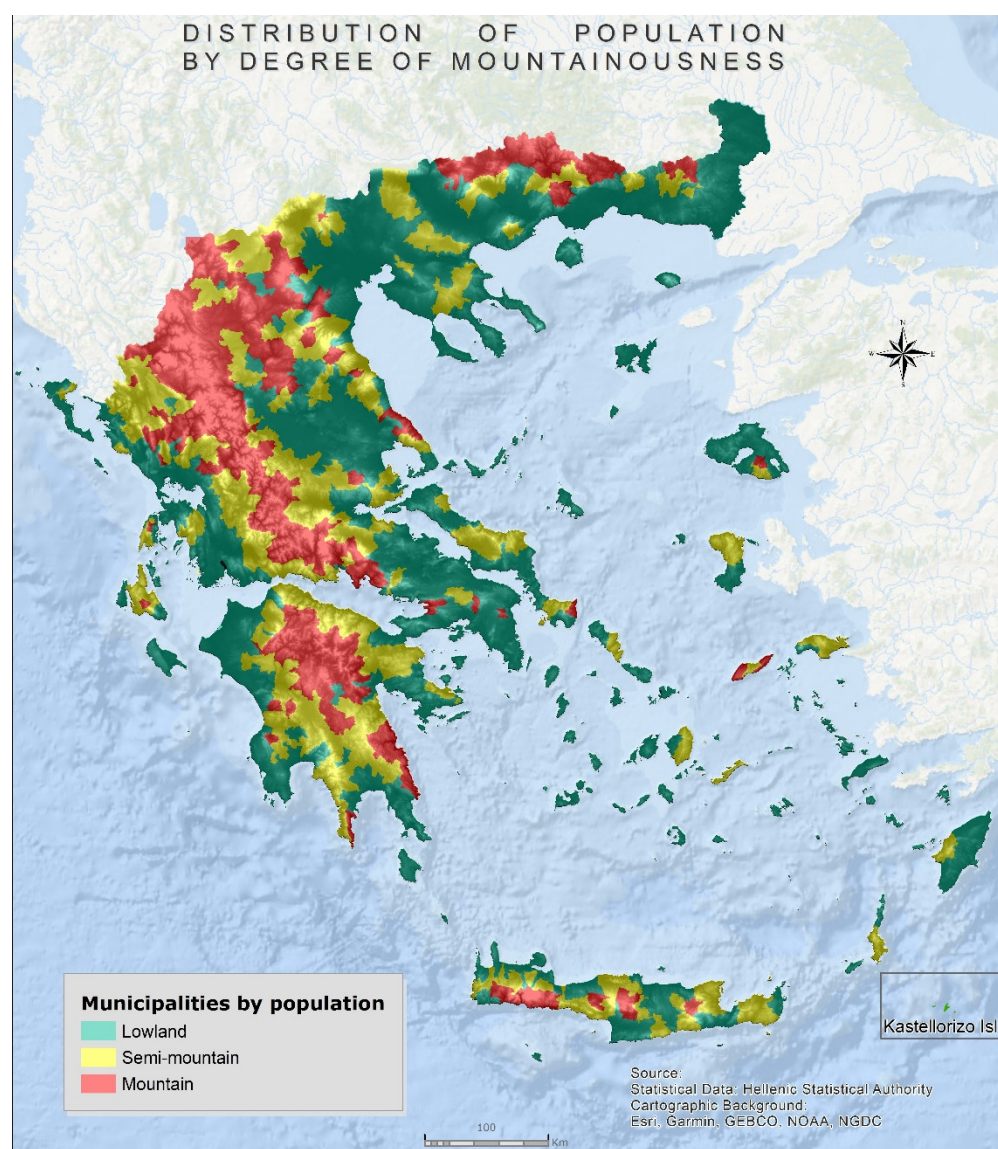 DISTRIBUTION OF POPULATION
BY DEGREE OF MOUNTAINOUSNESS
N
W
E
S
Municipalities by population
Lowland
Semi-mountain
Mountain
Kastellorizo Isl
Source:
Statistical Data: Hellenic Statistical Authority
Cartographic Background:
Esri, Garmin, GEBCO, NOAA, NGDC
100
Km